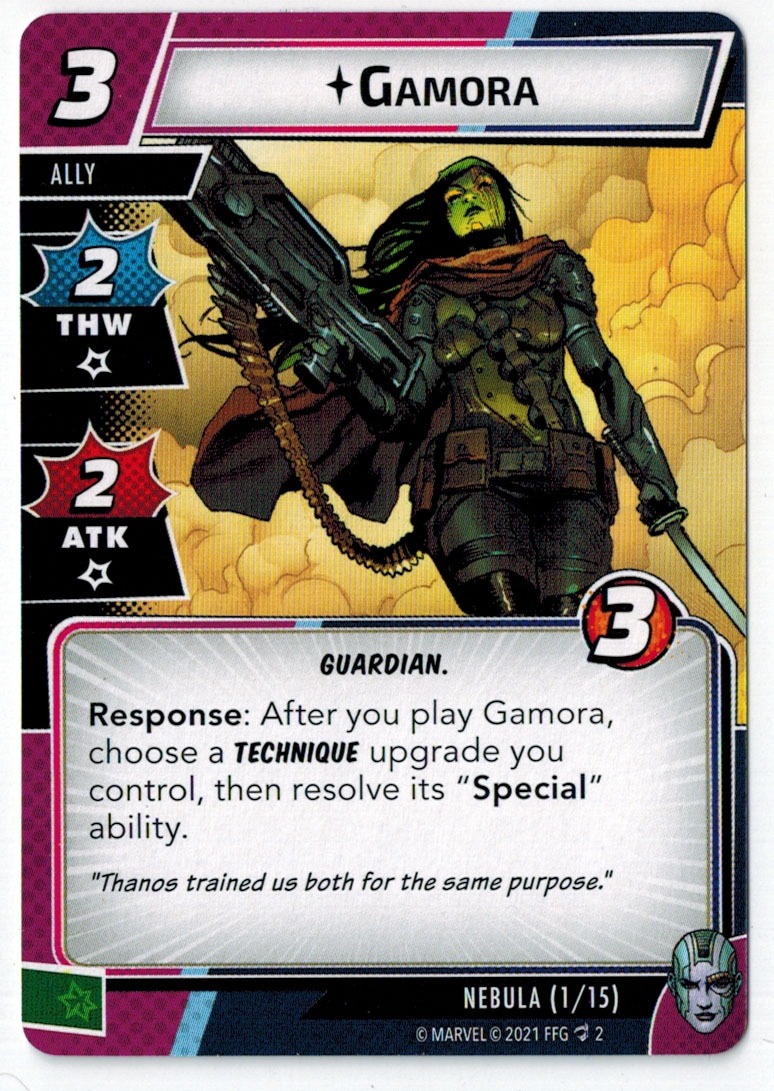 3
GAMORA
ALLY
2
THW
2
ATK
3
GUARDIAN.
Response: After you play Gamora,
choose a TECHNIQUE upgrade you
control, then resolve its “Special”
ability.
"Thanos trained us both for the same purpose."
NEBULA (1/15)
© MARVEL © 2021 FFG 2